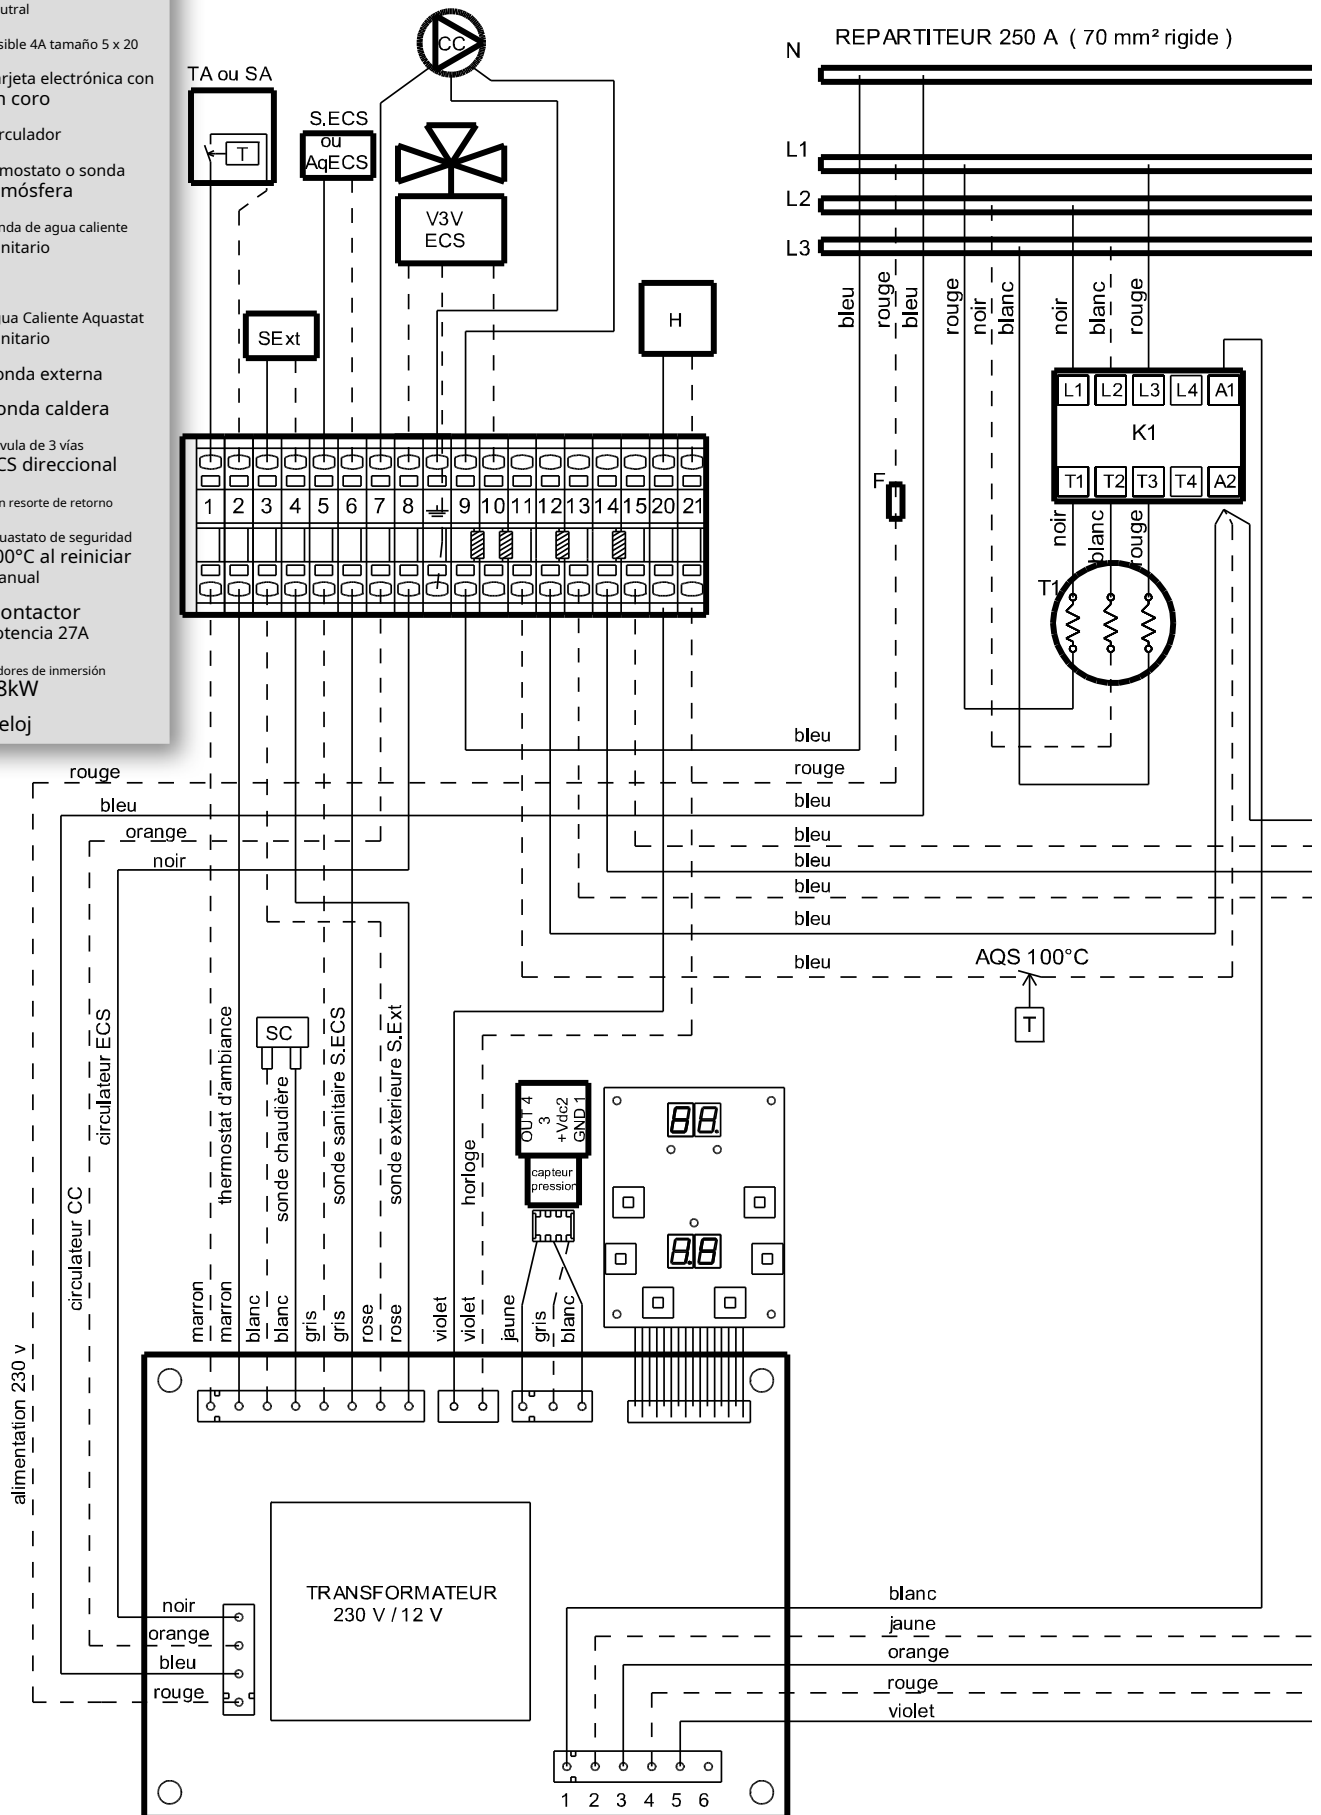 utral
sible 4A tamaño 5 x 20
arjeta electrónica con
n coro
rculador
rmostato o sonda
mósfera
nda de agua caliente
nitario
gua Caliente Aquastat
nitario
onda externa
onda caldera
lvula de 3 vías
CS direccional
n resorte de retorno
uastato de seguridad
00°C al reiniciar
anual
ontactor
otencia 27A
dores de inmersión
8kW
eloj
N
REPARTITEUR 250 A ( 70 mm² rigide )
L1
L2
L3
CC
TA ou SA
T
S.ECS
ou
AqECS
V3V
ECS
SExt
H
bleu
rouge
bleu
rouge
noir
blanc
noir
blanc
rouge
L1 L2 L3 L4 A1
K1
T1 T2 T3 T4 A2
noir
blanc
rouge
T1
F
1 2 3 4 5 6 7 8 9 10 11 12 13 14 15 20 21
bleu
rouge
rouge
bleu
bleu
orange
bleu
noir
bleu
bleu
bleu
bleu
AQS 100°C
T
alimentation 230 v
circulateur CC
circulateur ECS
thermostat d'ambiance
SC
sonde chaudière
sonde sanitaire S.ECS
sonde exterieure S.Ext
horloge
OUT 4
3
+Vdc2
GND 1
capteur
pression
marron
marron
blanc
blanc
gris
gris
rose
rose
violet
violet
jaune
gris
blanc
88.
8.8
TRANSFORMATEUR
230 V / 12 V
noir
orange
bleu
rouge
blanc
jaune
orange
rouge
violet
1 2 3 4 5 6